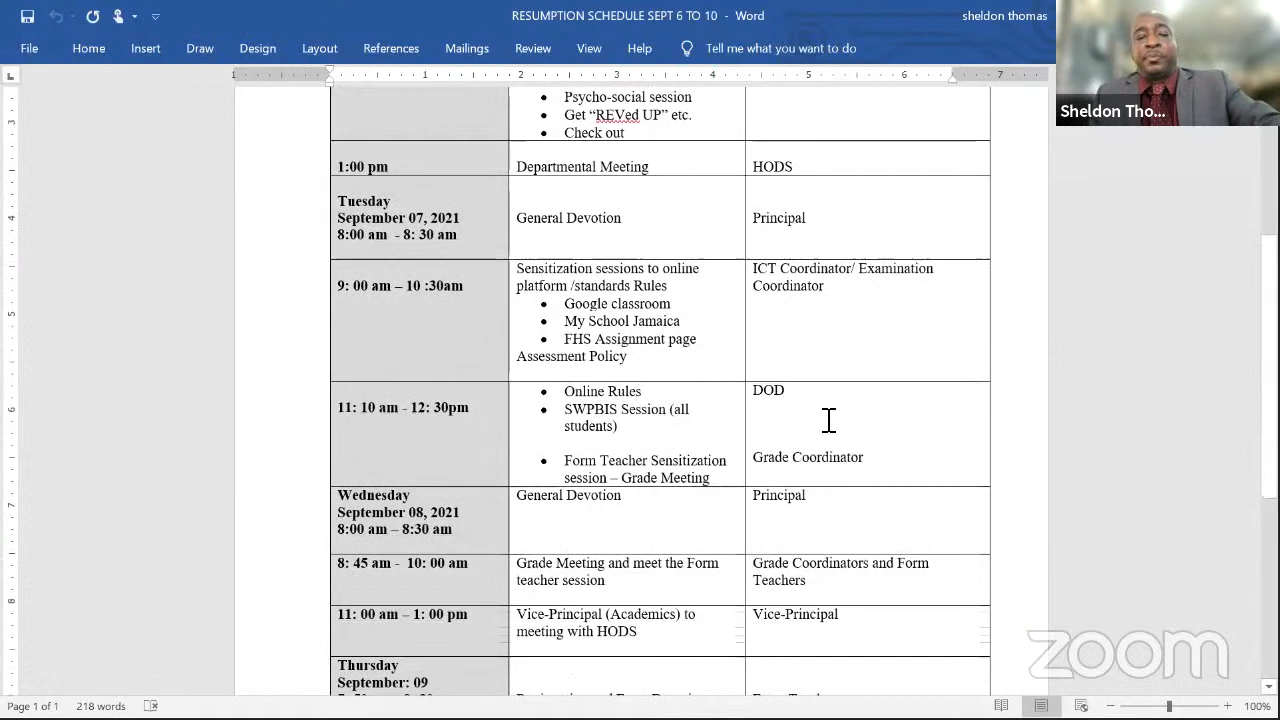 RESUMPTION SCHEDULE SEPT 6 TO 10 - Word
sheldon thomas
File Home Insert Draw Design Layout References Mailings Review View Help Tell me what you want to do
1 1 2 3 4 5 6 7
Sheldon Tho...
Psycho-social session
Get “REVed UP” etc.
Check out
1:00 pm Departmental Meeting HODS
Tuesday
September 07, 2021 General Devotion Principal
8:00 am - 8: 30 am
Sensitization sessions to online ICT Coordinator/ Examination
9: 00 am – 10 :30am platform /standards Rules Coordinator
Google classroom
My School Jamaica
FHS Assignment page
Assessment Policy
Online Rules DOD
11: 10 am - 12: 30pm SWPBIS Session (all
students)
Form Teacher Sensitization Grade Coordinator
session – Grade Meeting
Wednesday General Devotion Principal
September 08, 2021
8:00 am – 8:30 am
8: 45 am - 10: 00 am Grade Meeting and meet the Form Grade Coordinators and Form
teacher session Teachers
11: 00 am – 1: 00 pm Vice-Principal (Academics) to Vice-Principal
meeting with HODS
Thursday
September: 09
zoom
Page 1 of 1 218 words 100%